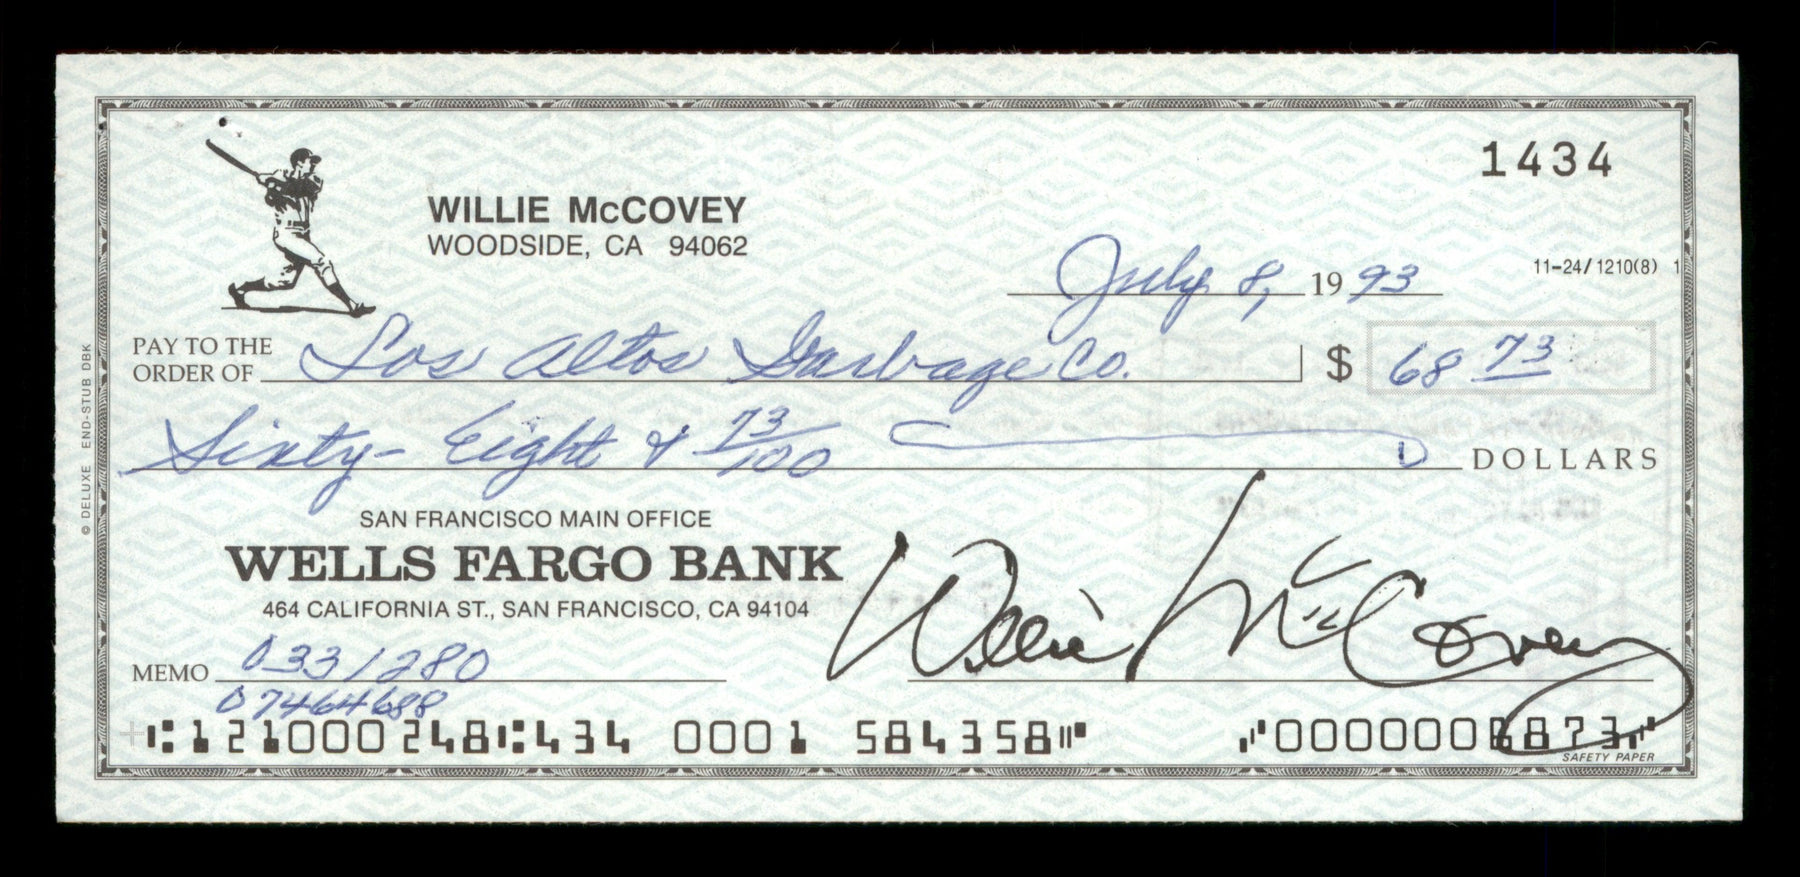 1434
WILLIE McCOVEY
WOODSIDE, CA 94062
11-24/1210(8) 1
July 8, 19 93
PAY TO THE ORDER OF Los Altos Garbage Co. $ 68 73
Sixty-Eight & 73/100 DOLLARS
SAN FRANCISCO MAIN OFFICE
WELLS FARGO BANK
464 CALIFORNIA ST., SAN FRANCISCO, CA 94104
Willie McCovey
MEMO 0331280
07464688
⑆121000248⑆434 0001 584358⑈ ⑈0000006873⑈
SAFETY PAPER
© DELUXE END-STUB DBK